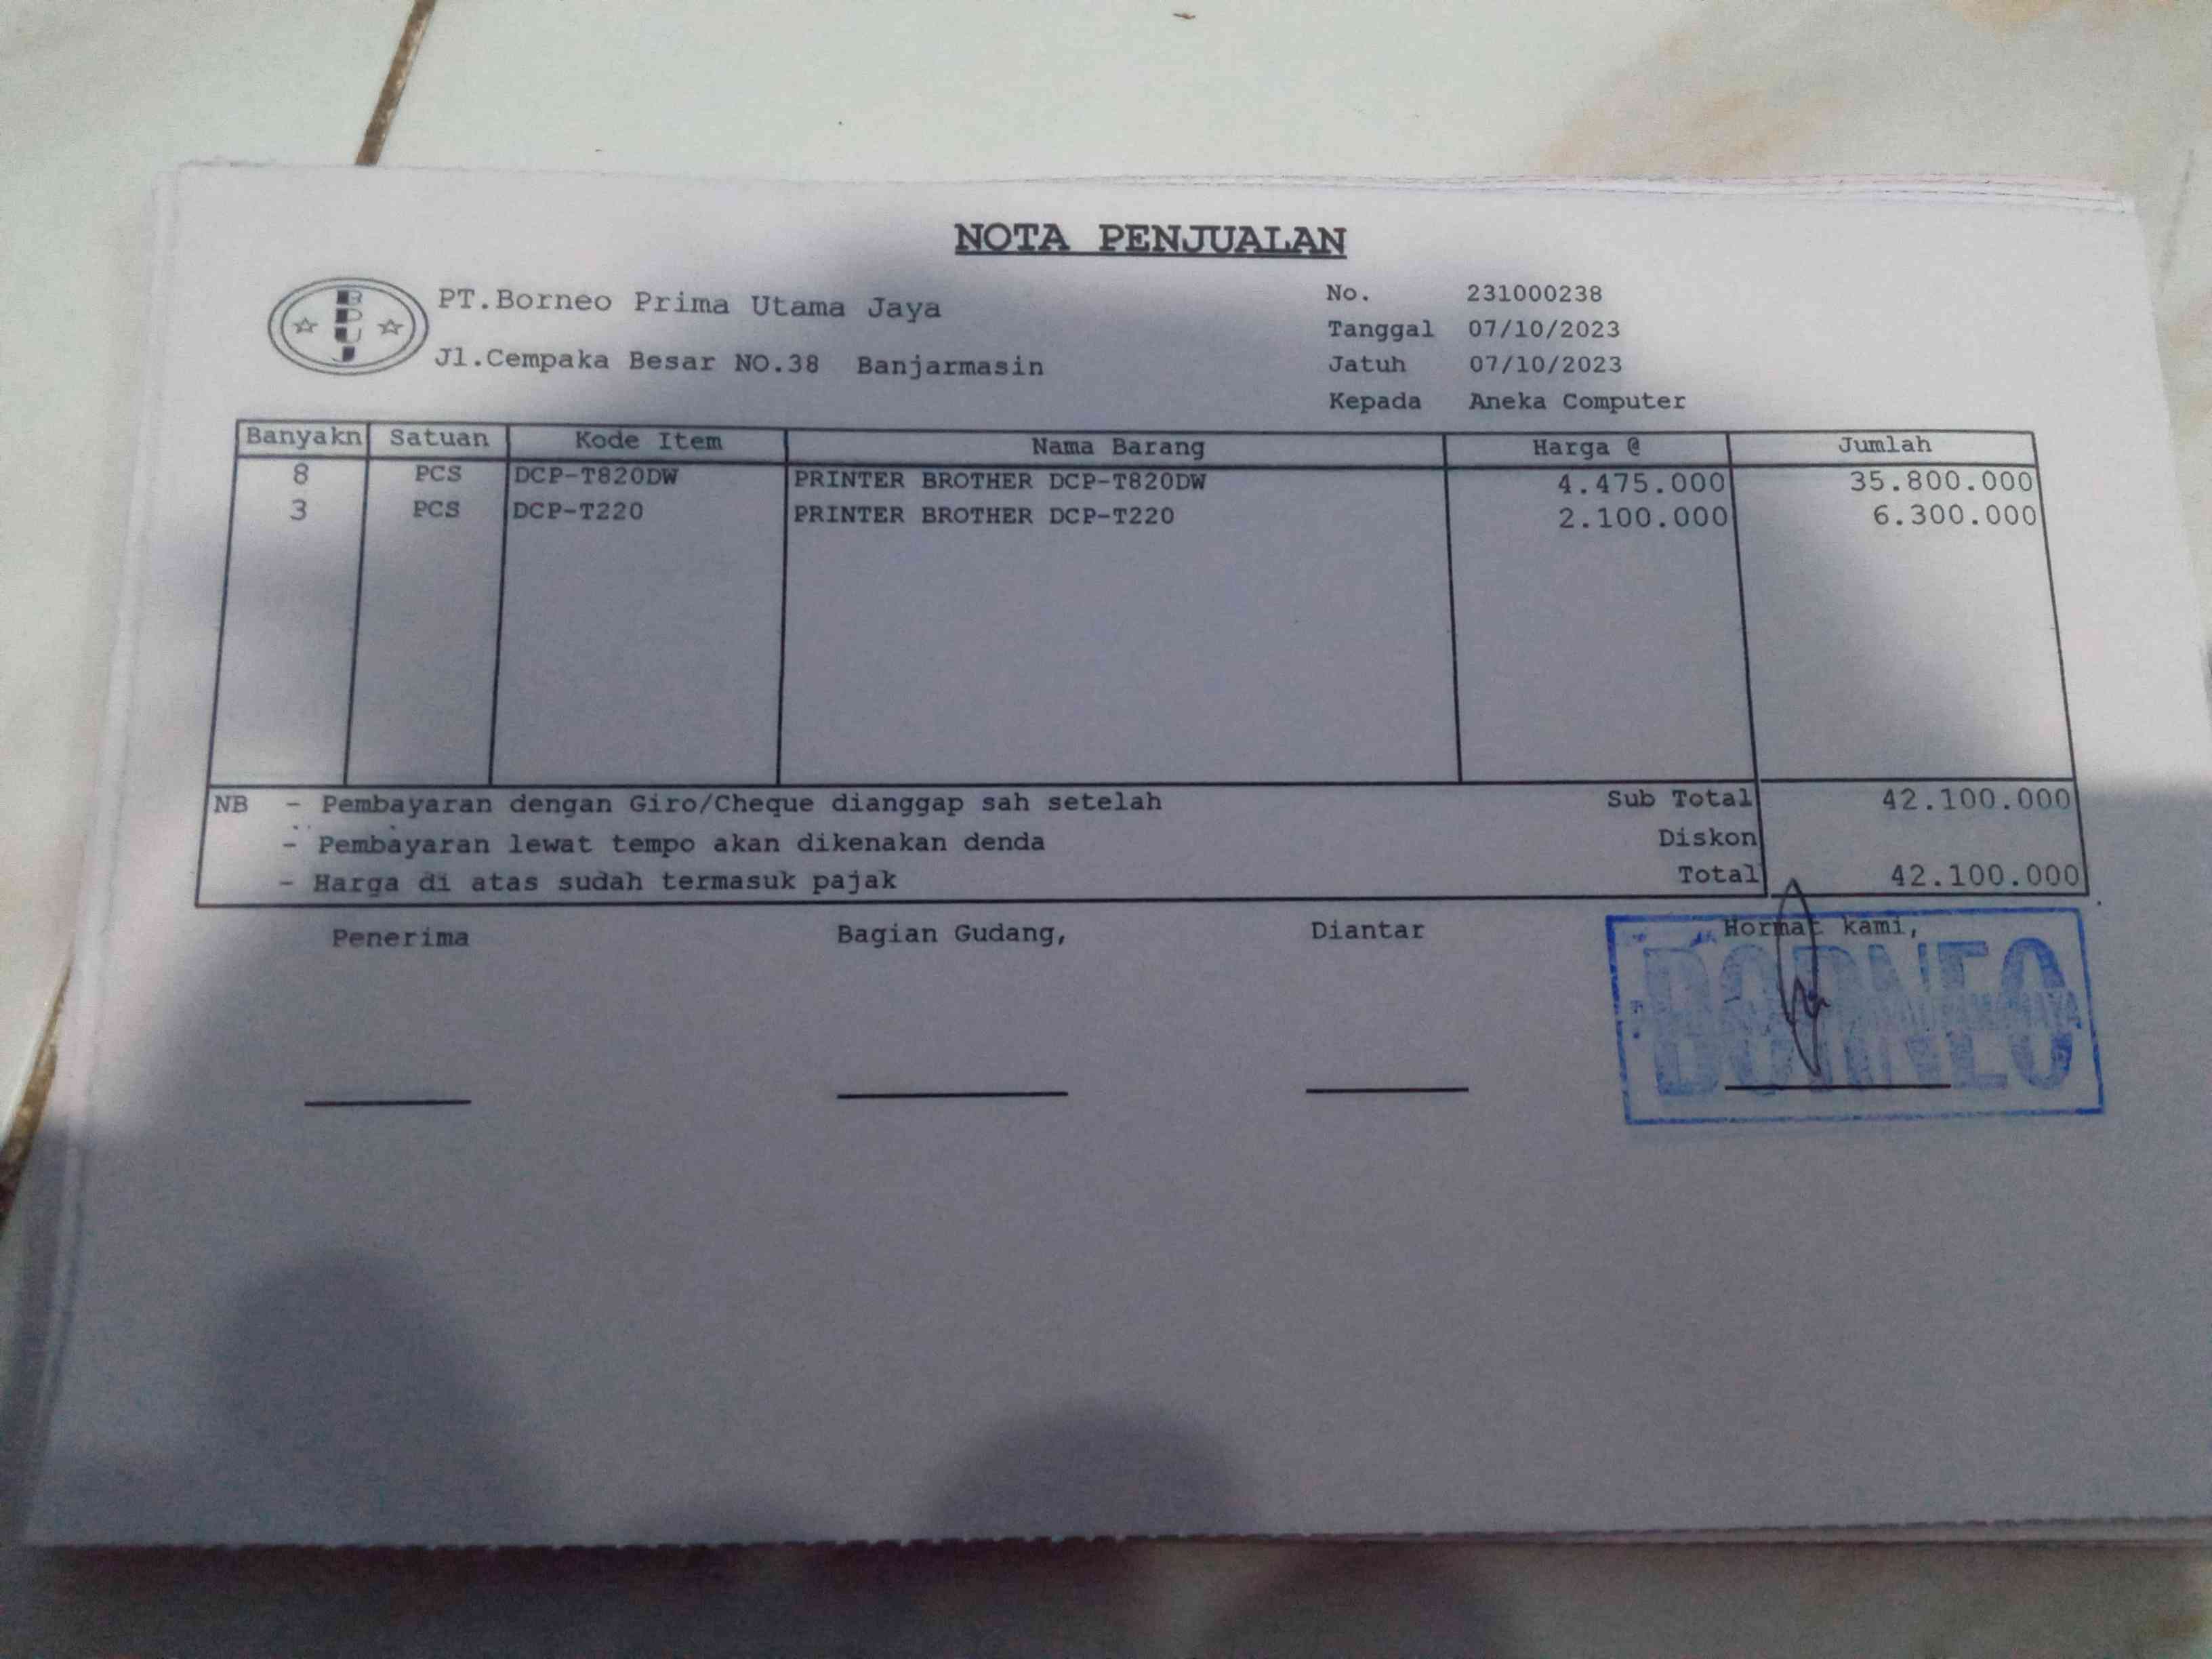 NOTA PENJUALAN
B
P
U
J
PT.Borneo Prima Utama Jaya
Jl.Cempaka Besar NO.38 Banjarmasin
No. 231000238
Tanggal 07/10/2023
Jatuh 07/10/2023
Kepada Aneka Computer
Banyakn Satuan Kode Item Nama Barang Harga @ Jumlah
8 PCS DCP-T820DW PRINTER BROTHER DCP-T820DW 4.475.000 35.800.000
3 PCS DCP-T220 PRINTER BROTHER DCP-T220 2.100.000 6.300.000
NB - Pembayaran dengan Giro/Cheque dianggap sah setelah Sub Total 42.100.000
- Pembayaran lewat tempo akan dikenakan denda Diskon
- Harga di atas sudah termasuk pajak Total 42.100.000
Penerima Bagian Gudang, Diantar Hormat kami,
BORNEO